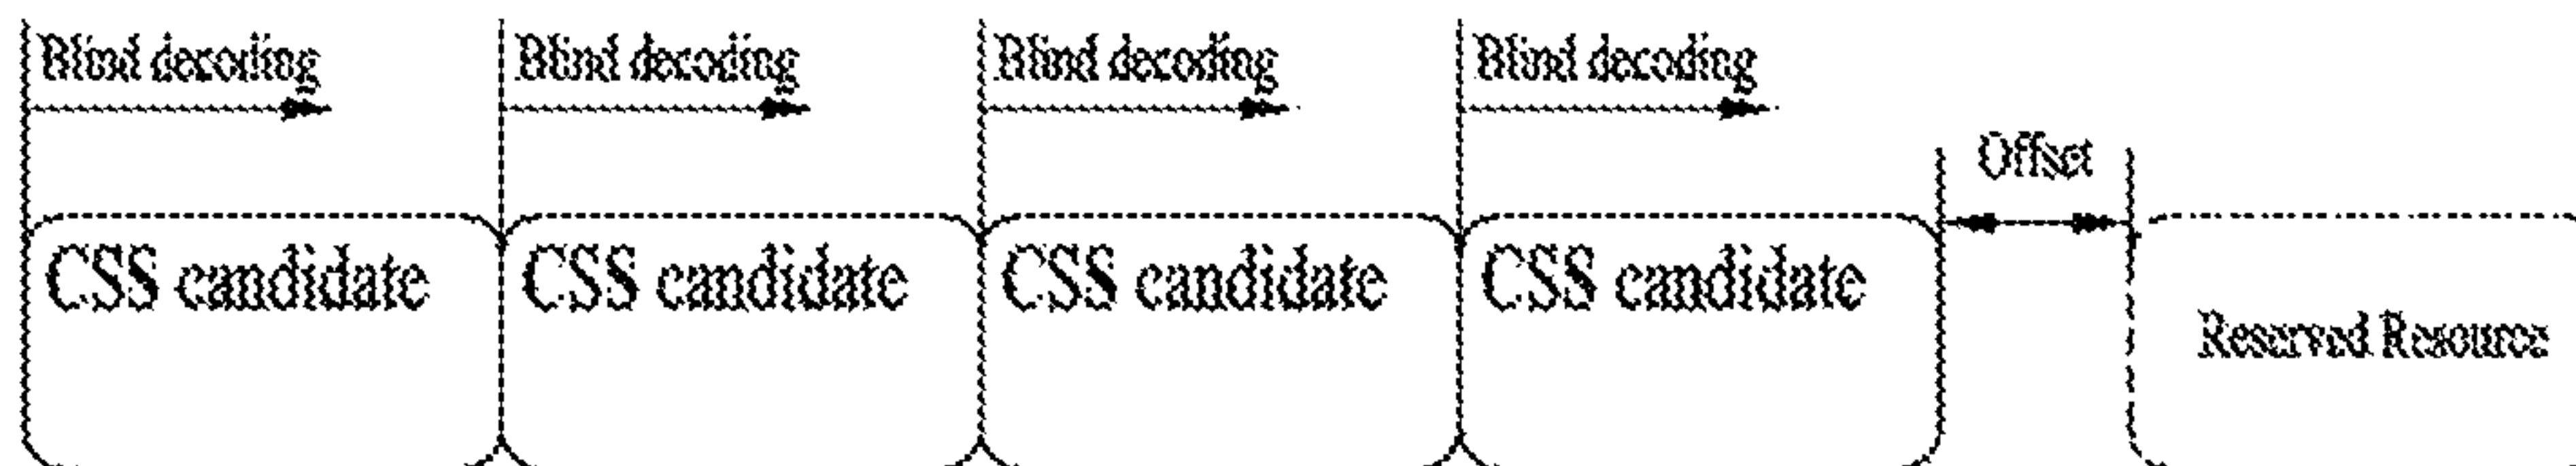 Blind decoding
Blind decoding
Blind decoding
Blind decoding
Offset
CSS candidate
CSS candidate
CSS candidate
CSS candidate
Reserved Resource